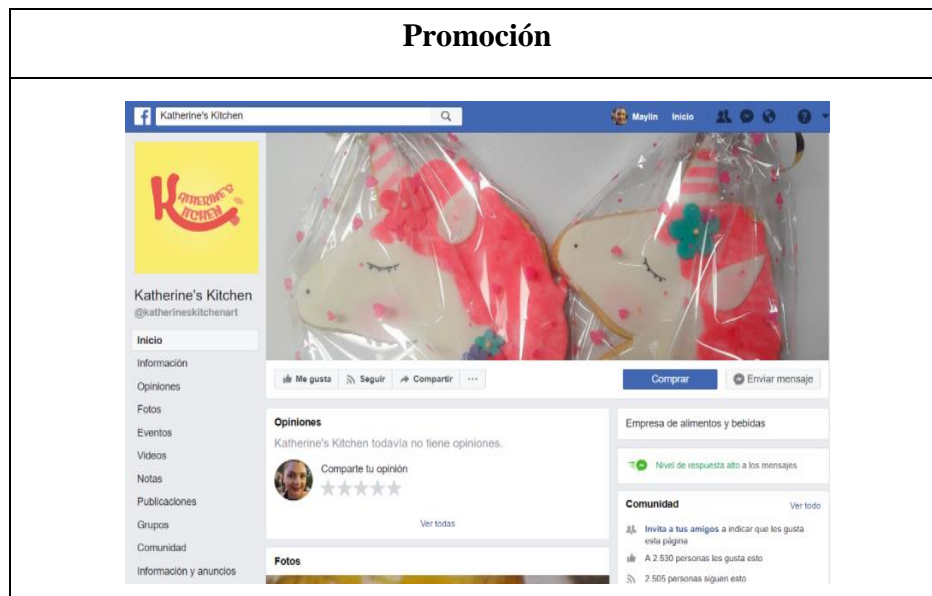 Promoción
Katherine's Kitchen
Maylin Inicio
KATHERINE'S
KITCHEN
Katherine's Kitchen
@katherineskitchenart
Inicio
Información
Opiniones
Fotos
Eventos
Videos
Notas
Publicaciones
Grupos
Comunidad
Información y anuncios
Me gusta Seguir Compartir ...
Comprar Enviar mensaje
Opiniones
Katherine's Kitchen todavía no tiene opiniones.
Comparte tu opinión
Ver todas
Fotos
Empresa de alimentos y bebidas
Nivel de respuesta alto a los mensajes
Comunidad Ver todo
Invita a tus amigos a indicar que les gusta
esta página
A 2.530 personas les gusta esto
2.505 personas siguen esto